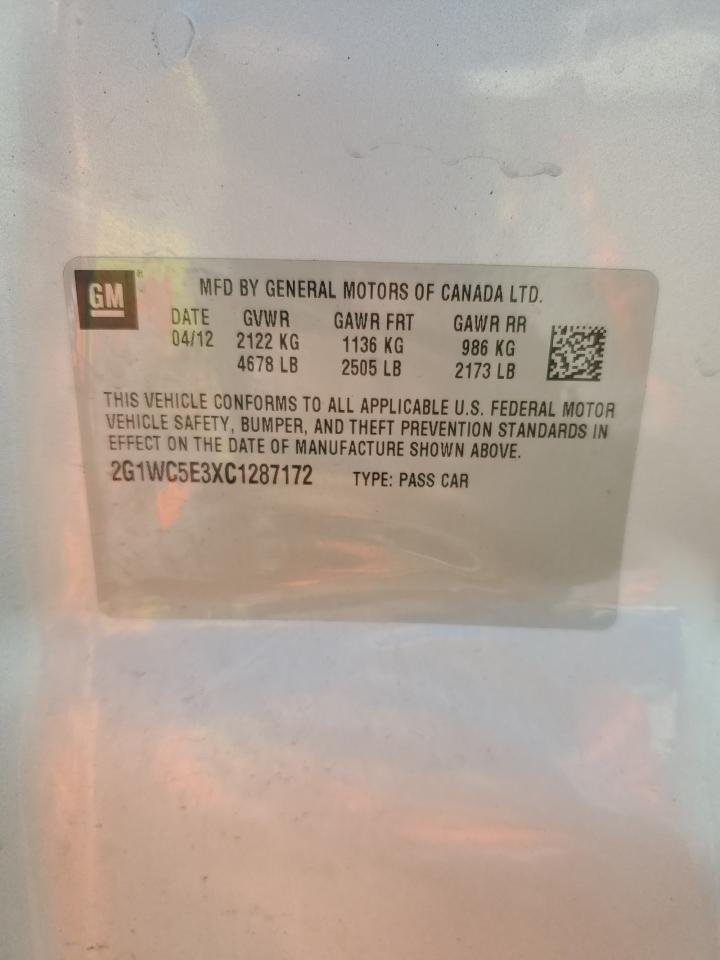 GM®
MFD BY GENERAL MOTORS OF CANADA LTD.
DATE GVWR GAWR FRT GAWR RR
04/12 2122 KG 1136 KG 986 KG
4678 LB 2505 LB 2173 LB
THIS VEHICLE CONFORMS TO ALL APPLICABLE U.S. FEDERAL MOTOR
VEHICLE SAFETY, BUMPER, AND THEFT PREVENTION STANDARDS IN
EFFECT ON THE DATE OF MANUFACTURE SHOWN ABOVE.
2G1WC5E3XC1287172 TYPE: PASS CAR